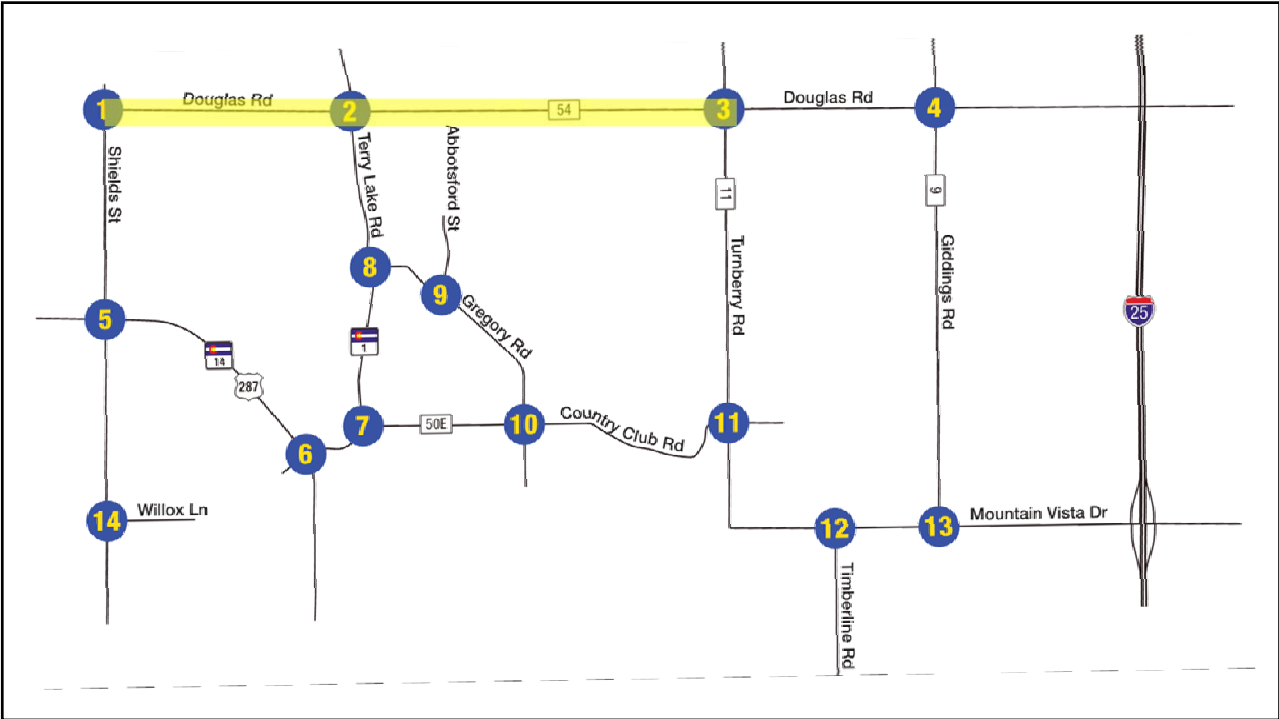 1
Douglas Rd
2
54
3
Douglas Rd
4
Shields St
Terry Lake Rd
Abbotsford St
11
9
Turnberry Rd
Giddings Rd
8
9
Gregory Rd
25
5
14
287
1
6
7
50E
10
Country Club Rd
11
14
Willox Ln
12
13
Mountain Vista Dr
Timberline Rd